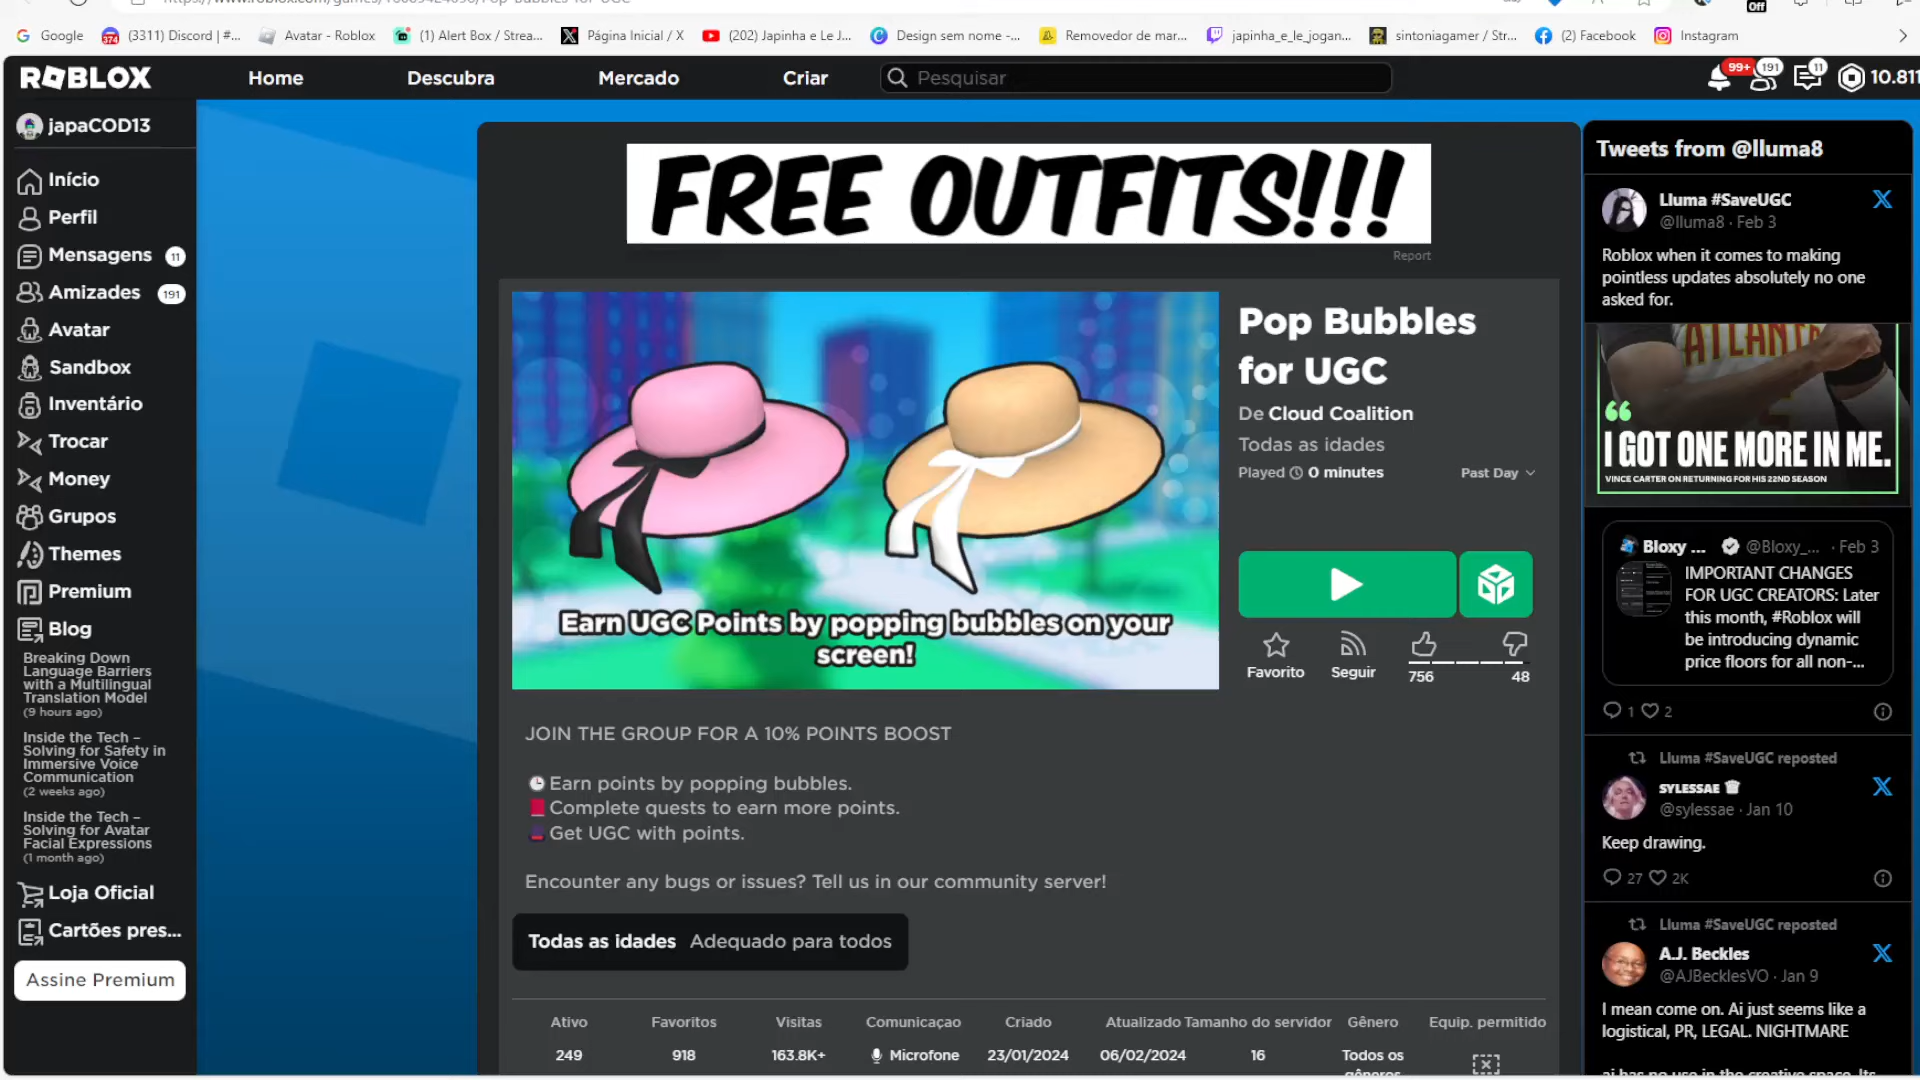 Google
(3311) Discord | #...
Avatar - Roblox
(1) Alert Box / Strea...
Página Inicial / X
(202) Japinha e Le J...
Design sem nome -...
Removedor de mar...
japinha_e_le_jogan...
sintoniagamer / Str...
(2) Facebook
Instagram
ROBLOX
Home
Descubra
Mercado
Criar
Pesquisar
99+
191
11
10.811
japaCOD13
Início
Perfil
Mensagens 11
Amizades 191
Avatar
Sandbox
Inventário
Trocar
Money
Grupos
Themes
Premium
Blog
Breaking Down
Language Barriers
with a Multilingual
Translation Model
(9 hours ago)
Inside the Tech –
Solving for Safety in
Immersive Voice
Communication
(2 weeks ago)
Inside the Tech –
Solving for Avatar
Facial Expressions
(1 month ago)
Loja Oficial
Cartões pres...
Assine Premium
FREE OUTFITS!!!
Report
Earn UGC Points by popping bubbles on your
screen!
Pop Bubbles
for UGC
De Cloud Coalition
Todas as idades
Played 0 minutes
Past Day
Favorito
Seguir
756
48
JOIN THE GROUP FOR A 10% POINTS BOOST
Earn points by popping bubbles.
Complete quests to earn more points.
Get UGC with points.
Encounter any bugs or issues? Tell us in our community server!
Todas as idades Adequado para todos
Ativo Favoritos Visitas Comunicaçao Criado Atualizado Tamanho do servidor Gênero Equip. permitido
249 918 163.8K+ Microfone 23/01/2024 06/02/2024 16 Todos os
gêneros
Tweets from @lluma8
Lluma #SaveUGC
@lluma8 · Feb 3
Roblox when it comes to making
pointless updates absolutely no one
asked for.
ATLANTA
I GOT ONE MORE IN ME.
VINCE CARTER ON RETURNING FOR HIS 22ND SEASON
Bloxy ... @Bloxy_... · Feb 3
IMPORTANT CHANGES
FOR UGC CREATORS: Later
this month, #Roblox will
be introducing dynamic
price floors for all non-...
1 2
Lluma #SaveUGC reposted
SYLESSAE
@sylessae · Jan 10
Keep drawing.
27 2K
Lluma #SaveUGC reposted
A.J. Beckles
@AJBecklesVO · Jan 9
I mean come on. Ai just seems like a
logistical, PR, LEGAL. NIGHTMARE